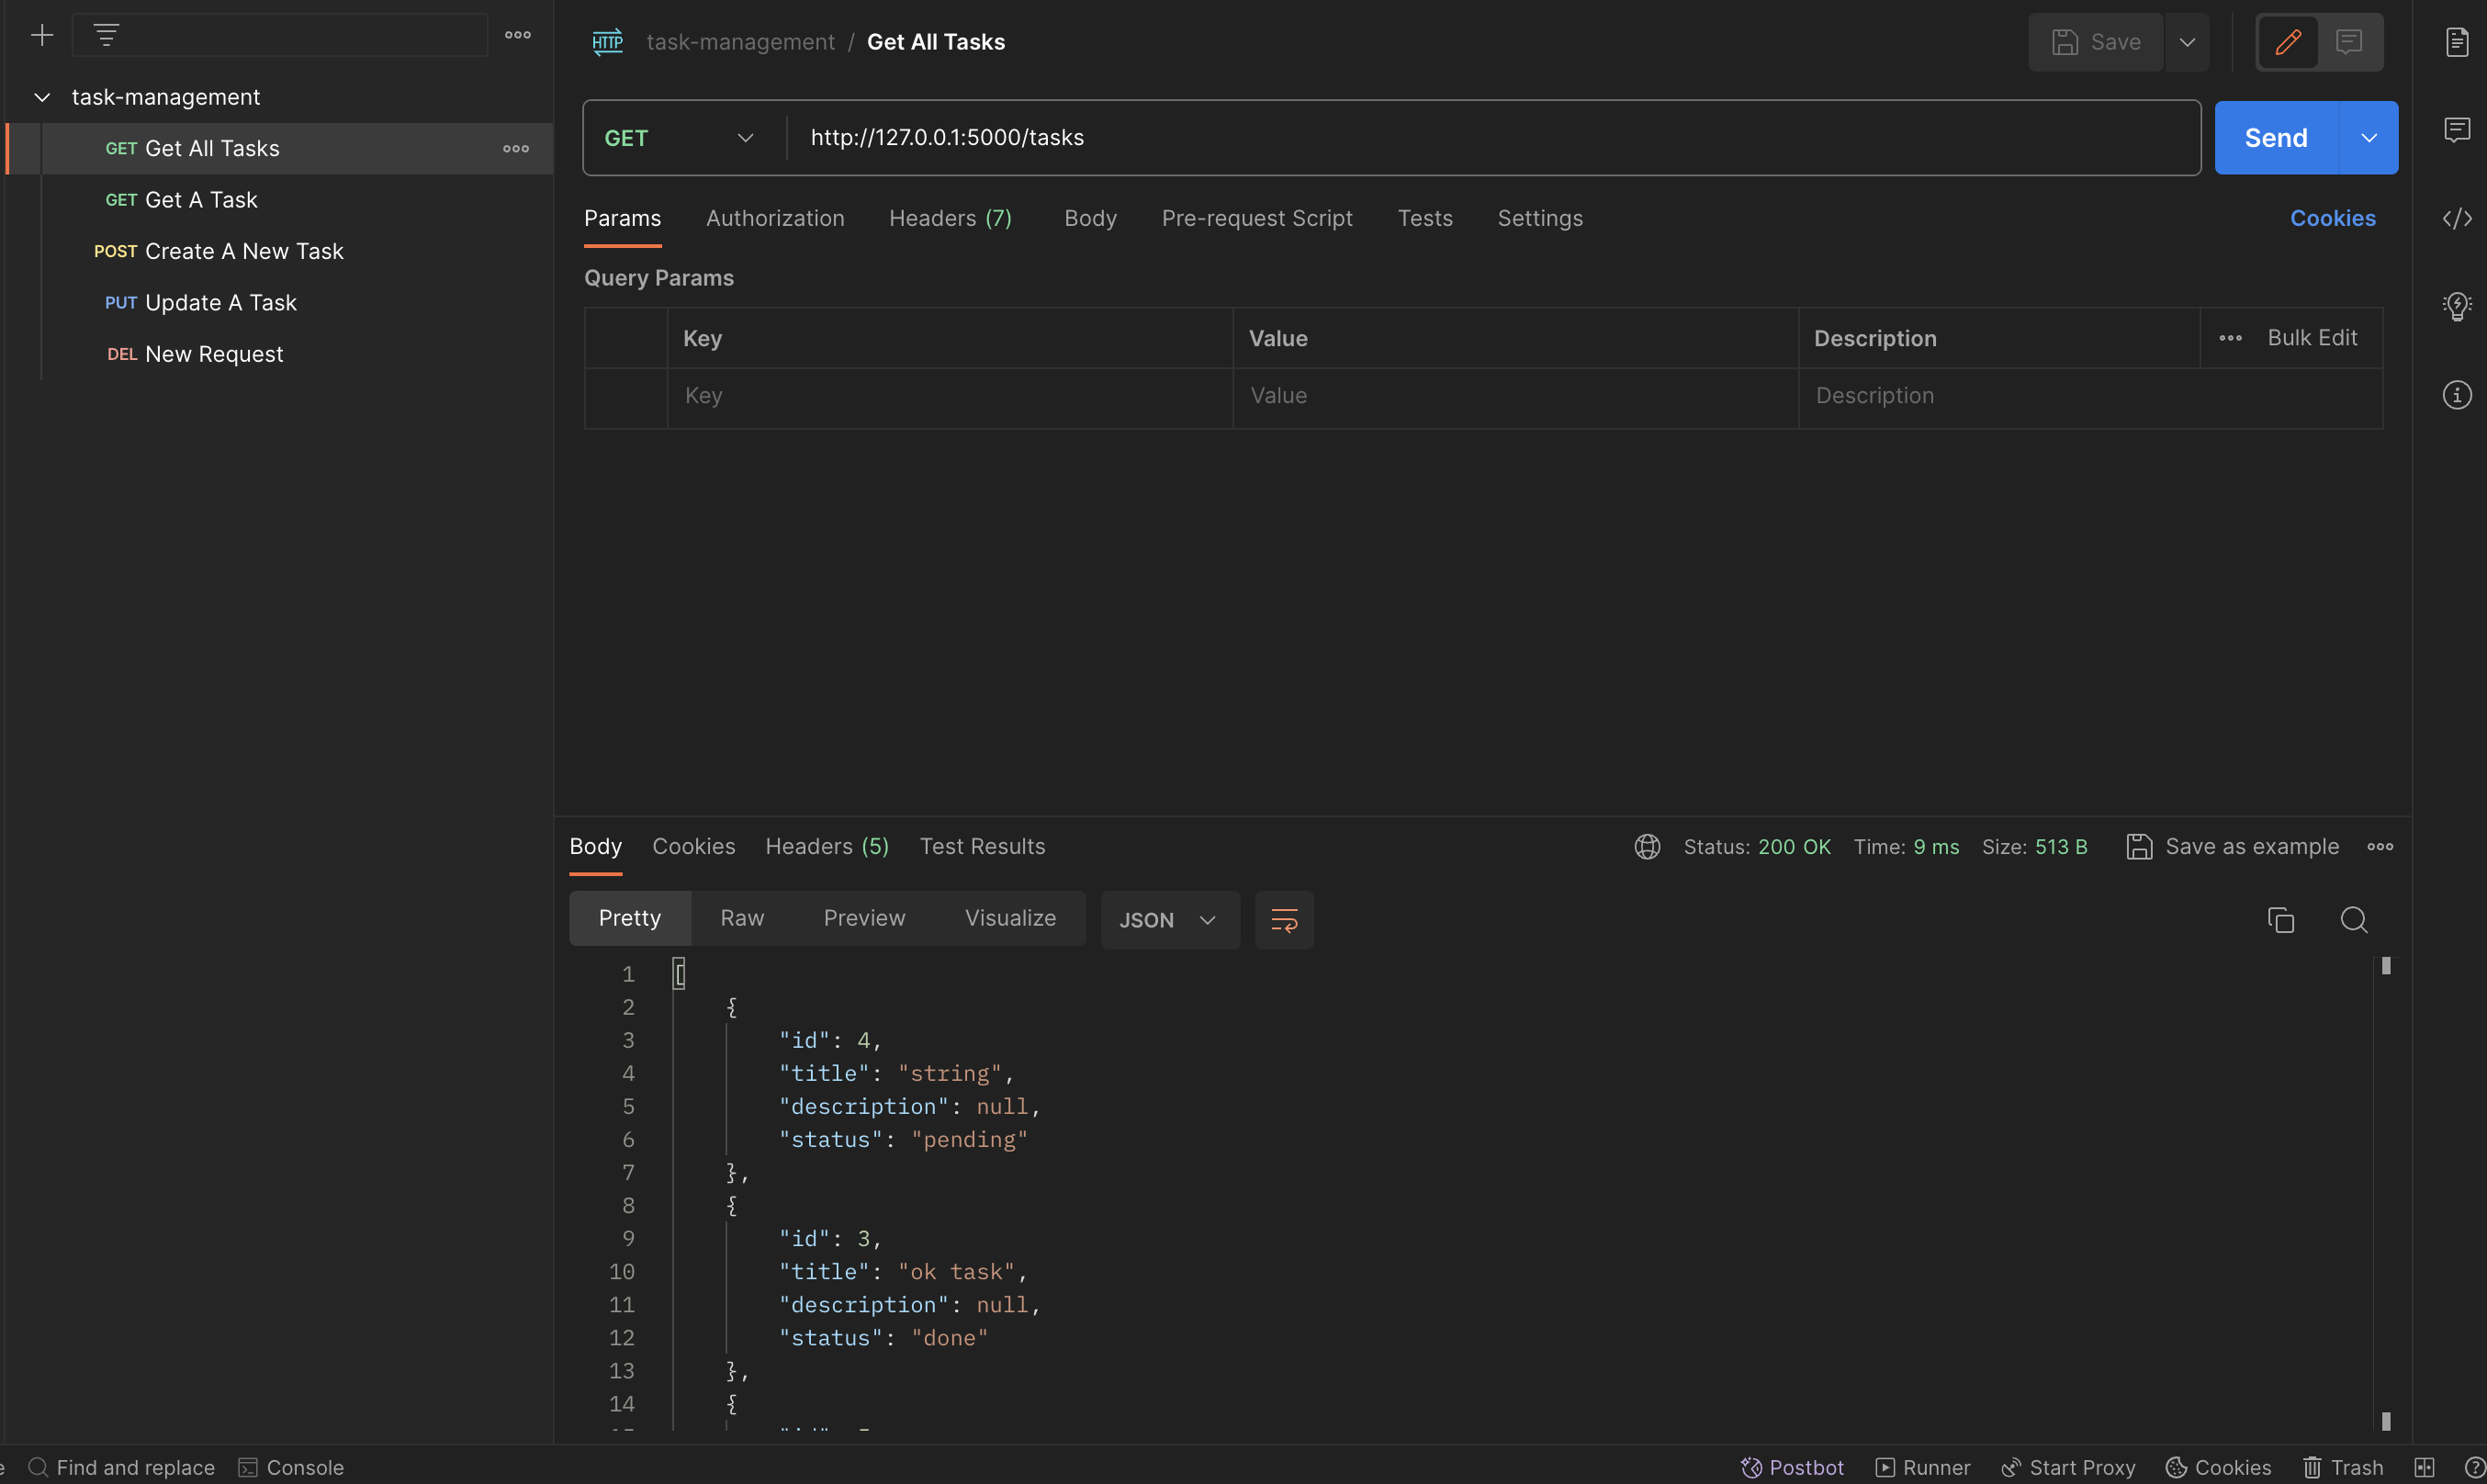 task-management
GET Get All Tasks
GET Get A Task
POST Create A New Task
PUT Update A Task
DEL New Request
HTTP task-management / Get All Tasks
Save
GET http://127.0.0.1:5000/tasks
Send
Params Authorization Headers (7) Body Pre-request Script Tests Settings Cookies
Query Params
Key Value Description Bulk Edit
Key Value Description
Body Cookies Headers (5) Test Results Status: 200 OK Time: 9 ms Size: 513 B Save as example
Pretty Raw Preview Visualize JSON
1 [
2 {
3 "id": 4,
4 "title": "string",
5 "description": null,
6 "status": "pending"
7 },
8 {
9 "id": 3,
10 "title": "ok task",
11 "description": null,
12 "status": "done"
13 },
14 {
Find and replace Console Postbot Runner Start Proxy Cookies Trash